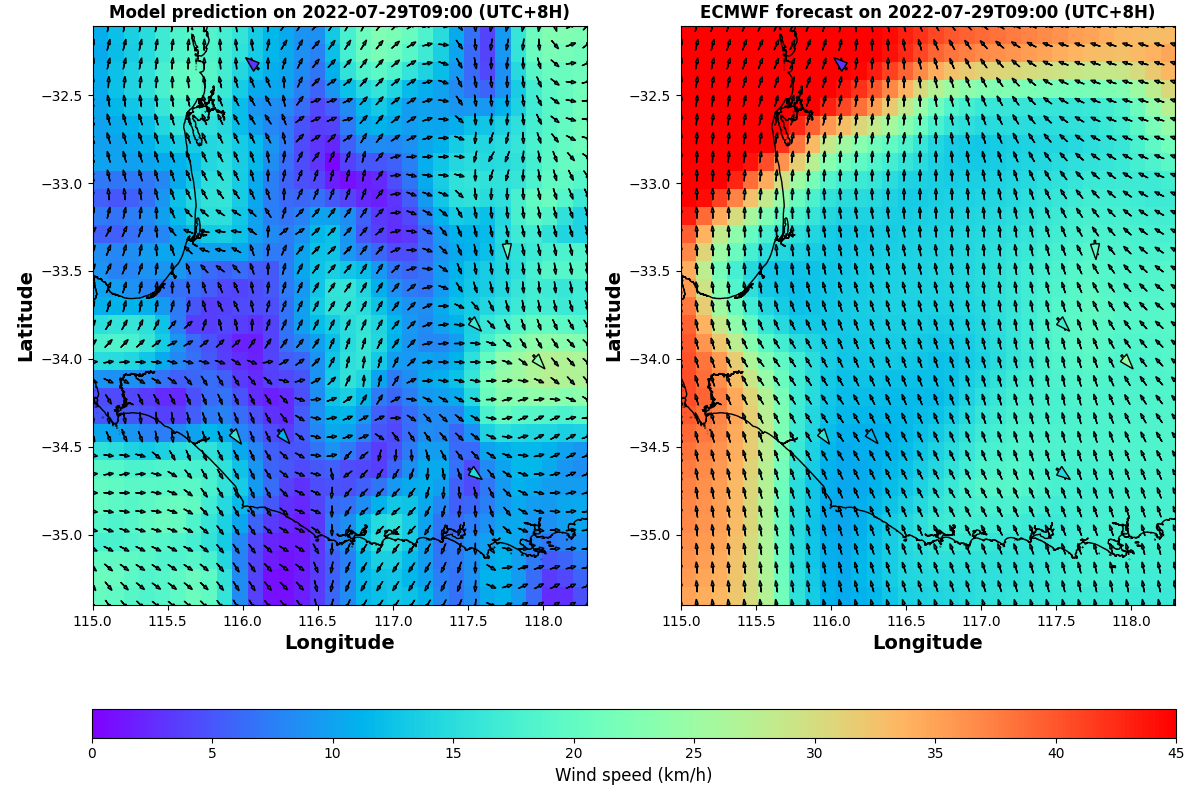 Model prediction on 2022-07-29T09:00 (UTC+8H)
ECMWF forecast on 2022-07-29T09:00 (UTC+8H)
Latitude
−32.5
−33.0
−33.5
−34.0
−34.5
−35.0
115.0 115.5 116.0 116.5 117.0 117.5 118.0
Longitude
Latitude
−32.5
−33.0
−33.5
−34.0
−34.5
−35.0
115.0 115.5 116.0 116.5 117.0 117.5 118.0
Longitude
0 5 10 15 20 25 30 35 40 45
Wind speed (km/h)